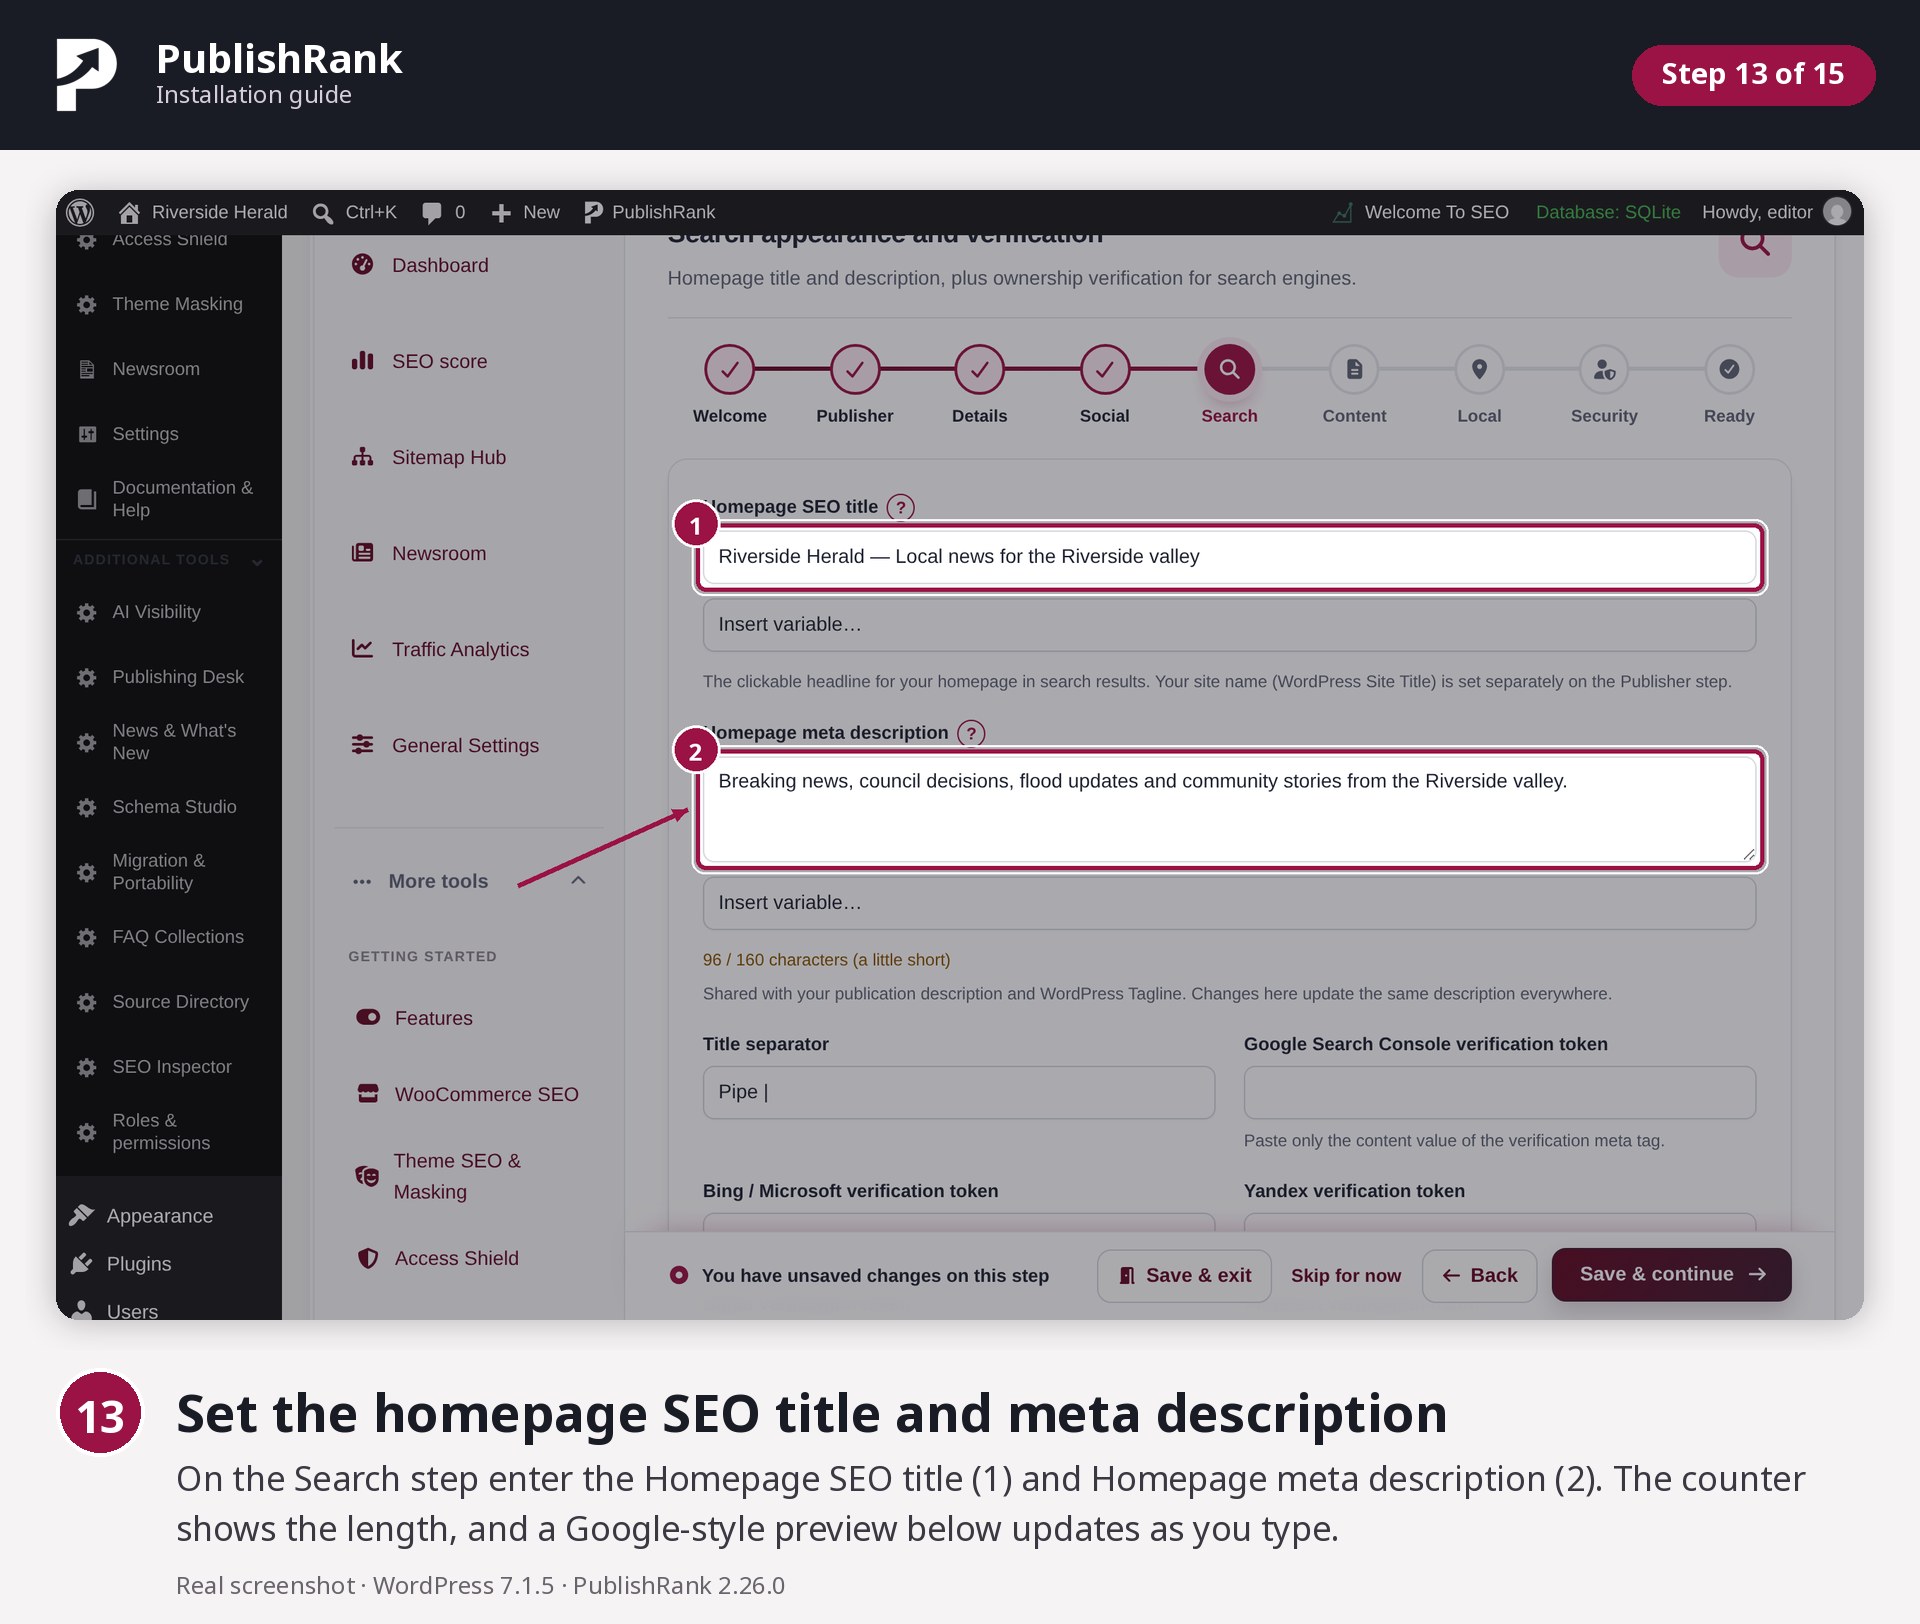 PublishRank
Installation guide
Step 13 of 15
Riverside Herald
Ctrl+K
0
New
PublishRank
Welcome To SEO
Database: SQLite
Howdy, editor
Access Shield
Theme Masking
Newsroom
Settings
Documentation &
Help
ADDITIONAL TOOLS
AI Visibility
Publishing Desk
News & What's
New
Schema Studio
Migration &
Portability
FAQ Collections
Source Directory
SEO Inspector
Roles &
permissions
Appearance
Plugins
Users
Dashboard
SEO score
Sitemap Hub
Newsroom
Traffic Analytics
General Settings
More tools
GETTING STARTED
Features
WooCommerce SEO
Theme SEO &
Masking
Access Shield
Search appearance and verification
Homepage title and description, plus ownership verification for search engines.
Welcome
Publisher
Details
Social
Search
Content
Local
Security
Ready
Homepage SEO title ?
1
Riverside Herald — Local news for the Riverside valley
Insert variable…
The clickable headline for your homepage in search results. Your site name (WordPress Site Title) is set separately on the Publisher step.
Homepage meta description ?
2
Breaking news, council decisions, flood updates and community stories from the Riverside valley.
Insert variable…
96 / 160 characters (a little short)
Shared with your publication description and WordPress Tagline. Changes here update the same description everywhere.
Title separator
Pipe |
Google Search Console verification token
Paste only the content value of the verification meta tag.
Bing / Microsoft verification token
Yandex verification token
You have unsaved changes on this step
Save & exit
Skip for now
Back
Save & continue
13
Set the homepage SEO title and meta description
On the Search step enter the Homepage SEO title (1) and Homepage meta description (2). The counter
shows the length, and a Google-style preview below updates as you type.
Real screenshot · WordPress 7.1.5 · PublishRank 2.26.0